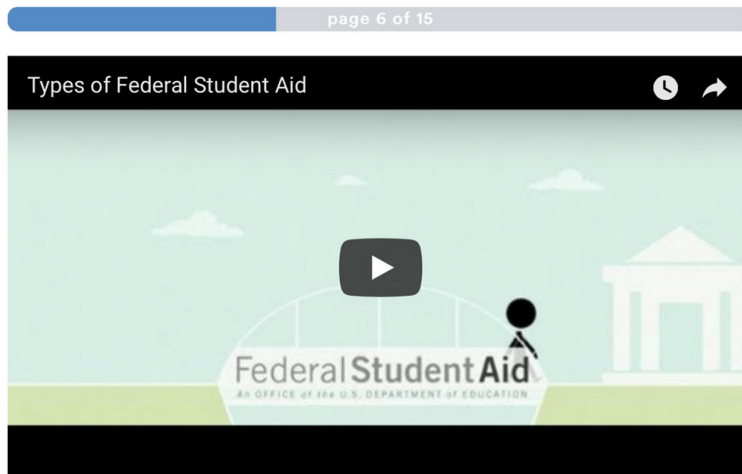 page 6 of 15
Types of Federal Student Aid
Federal Student Aid
An OFFICE of the U.S. DEPARTMENT of EDUCATION